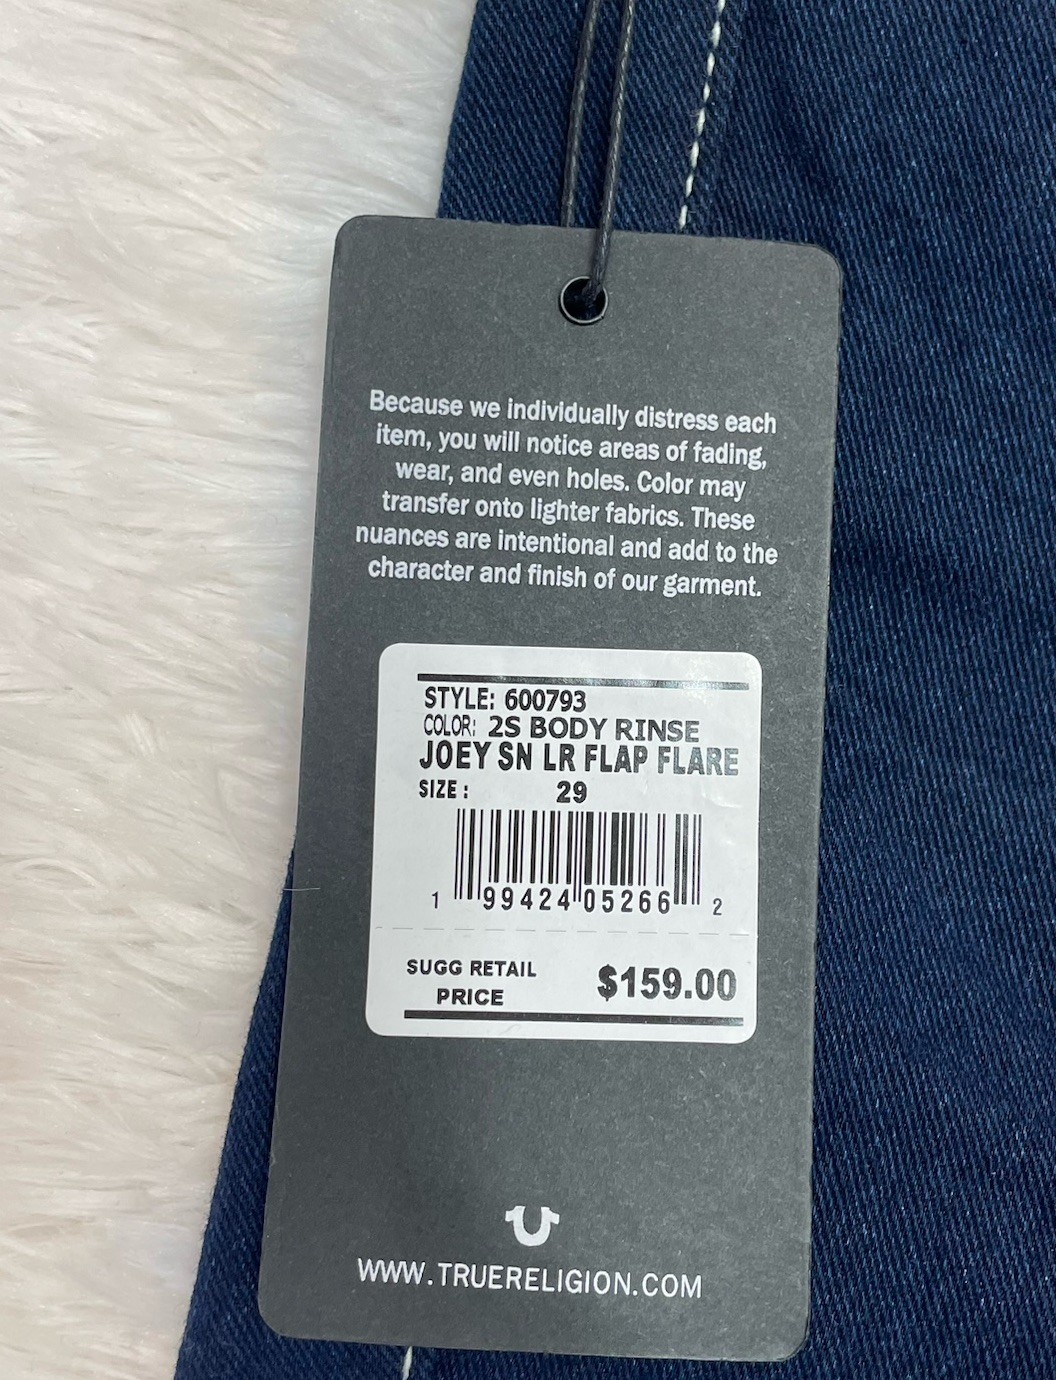 Because we individually distress each
item, you will notice areas of fading,
wear, and even holes. Color may
transfer onto lighter fabrics. These
nuances are intentional and add to the
character and finish of our garment.
STYLE: 600793
COLOR: 2S BODY RINSE
JOEY SN LR FLAP FLARE
SIZE : 29
1 99424 05266 2
SUGG RETAIL
PRICE $159.00
WWW.TRUERELIGION.COM